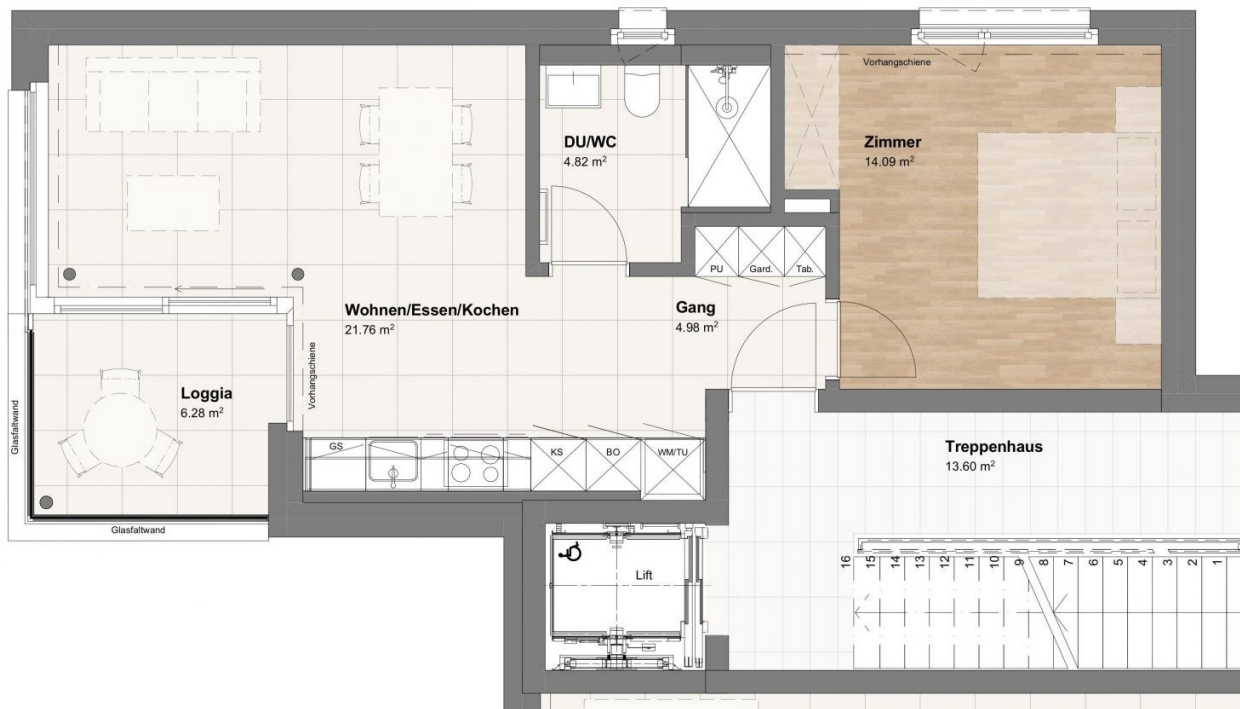 Vorhangschiene
DU/WC
4.82 m²
Zimmer
14.09 m²
PU
Gard.
Tab.
Wohnen/Essen/Kochen
21.76 m²
Gang
4.98 m²
Vorhangschiene
Loggia
6.28 m²
Glasfaltwand
GS
KS
BO
WM/TU
Treppenhaus
13.60 m²
Glasfaltwand
Lift
16
15
14
13
12
11
10
9
8
7
6
5
4
3
2
1